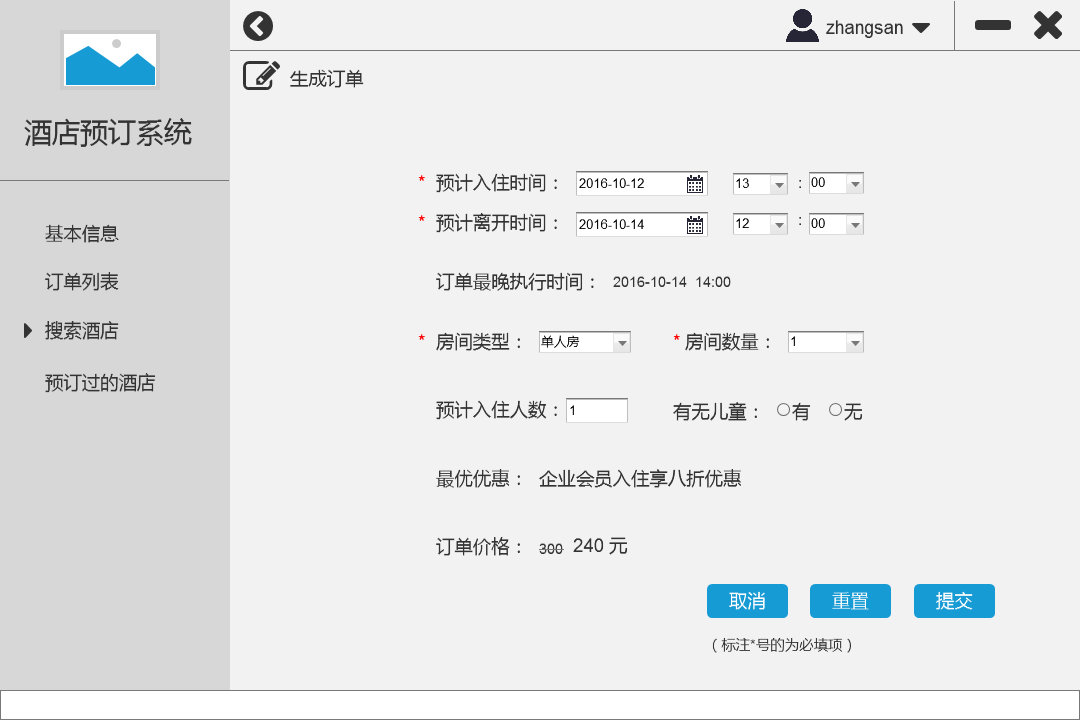 zhangsan
生成订单
酒店预订系统
基本信息
订单列表
搜索酒店
预订过的酒店
* 预计入住时间： 2016-10-12 13 : 00
* 预计离开时间： 2016-10-14 12 : 00
订单最晚执行时间： 2016-10-14 14:00
* 房间类型： 单人房 * 房间数量： 1
预计入住人数： 1 有无儿童： 有 无
最优优惠： 企业会员入住享八折优惠
订单价格： 300 240 元
取消 重置 提交
（标注*号的为必填项）